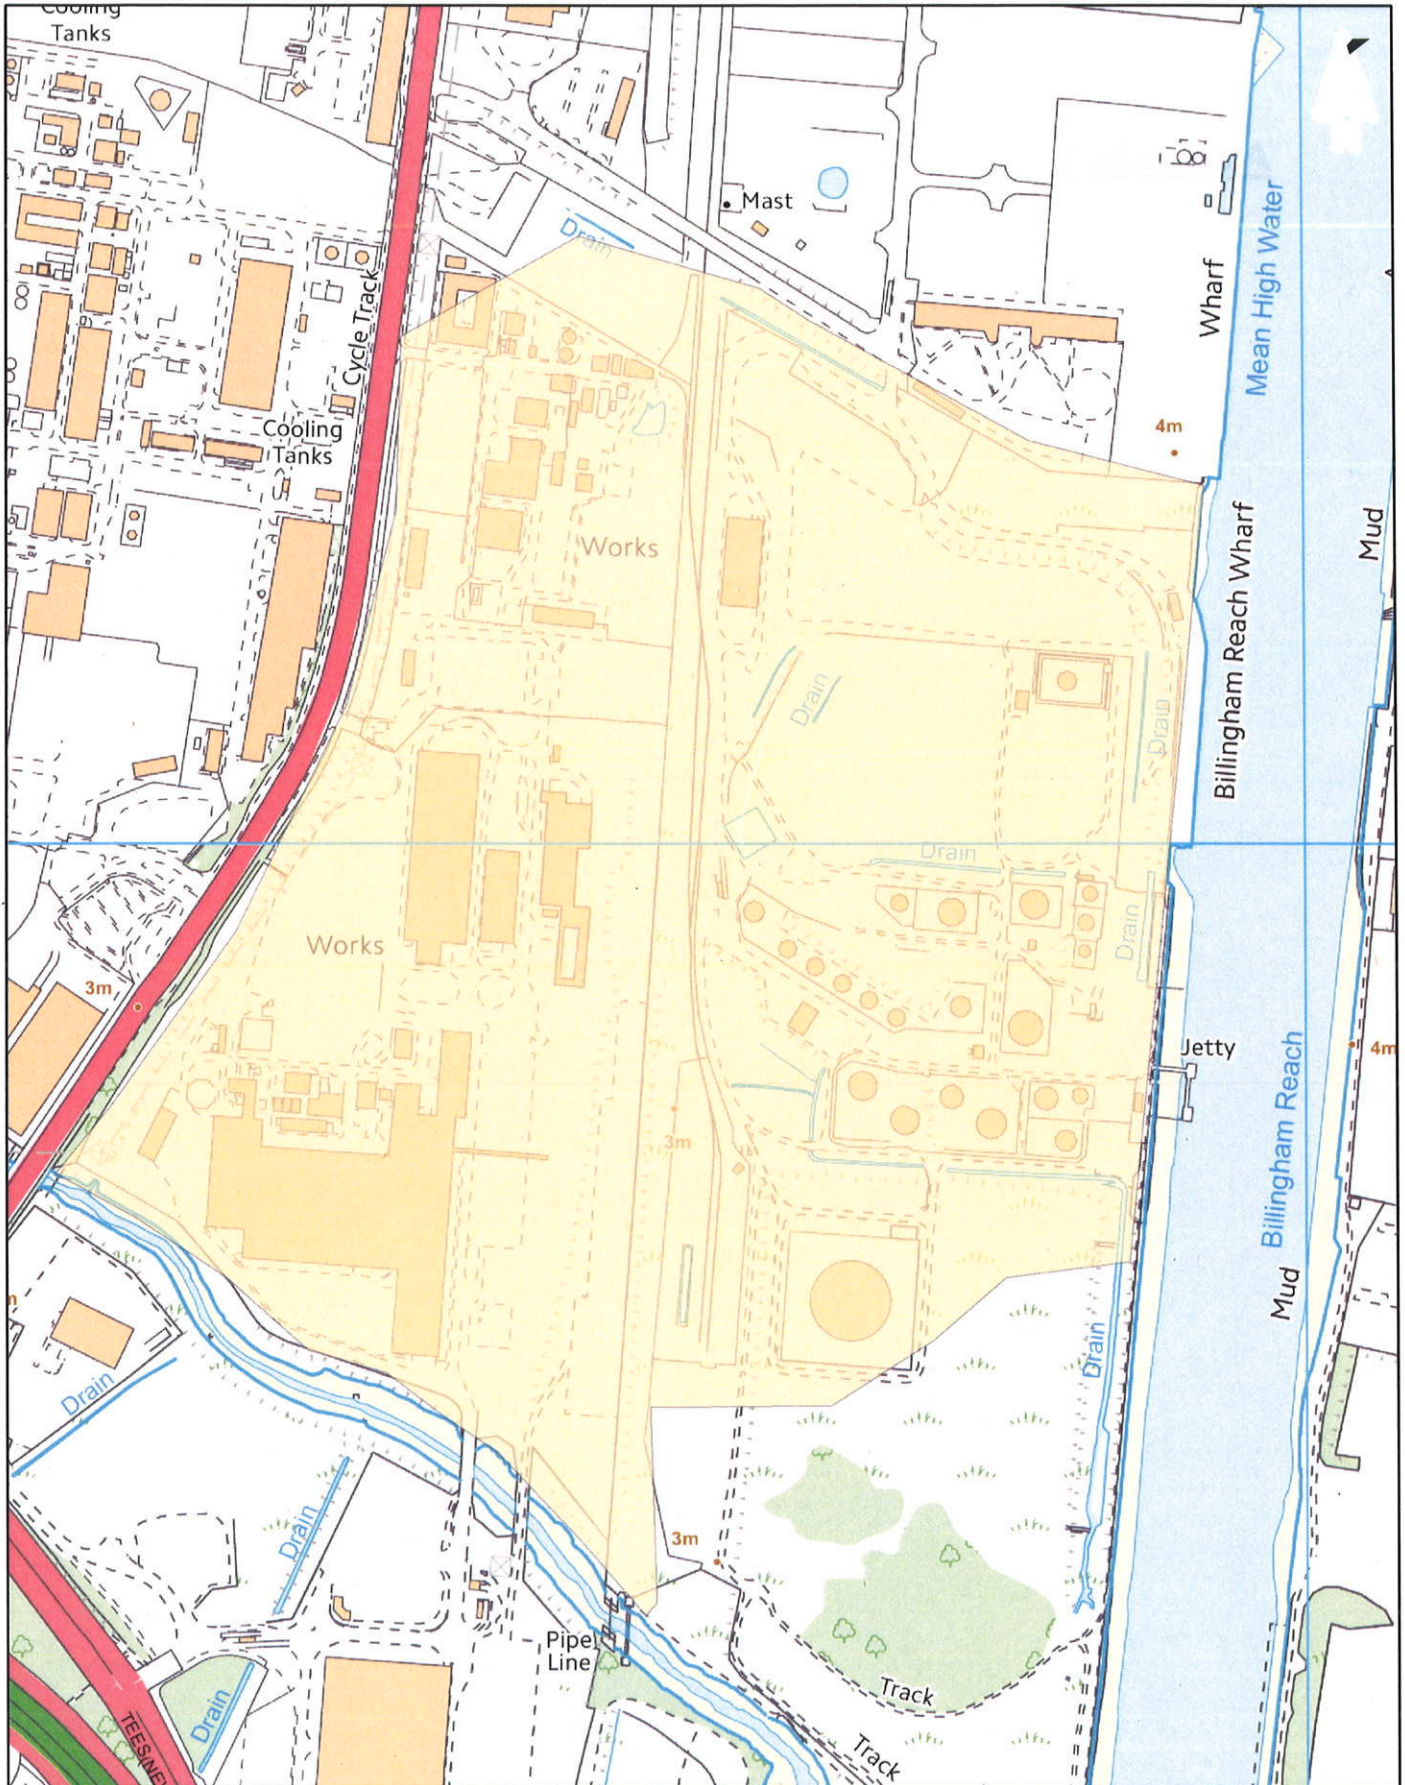 Cooling
Tanks
Mast
Drain
Mean High Water
Wharf
Cycle Track
4m
Cooling
Tanks
Mud
Billingham Reach Wharf
Works
Drain
Drain
Drain
Drain
Works
3m
Jetty
4m
Billingham Reach
3m
Mud
Drain
Drain
Drain
3m
Pipe
Line
Track
Drain
Track